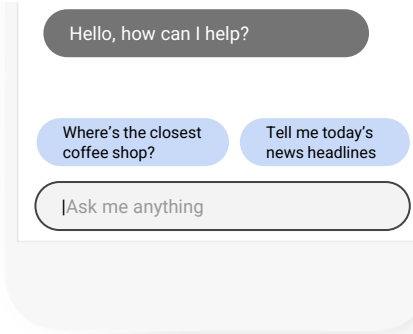 Hello, how can I help?
Where's the closest
coffee shop?
Tell me today's
news headlines
Ask me anything